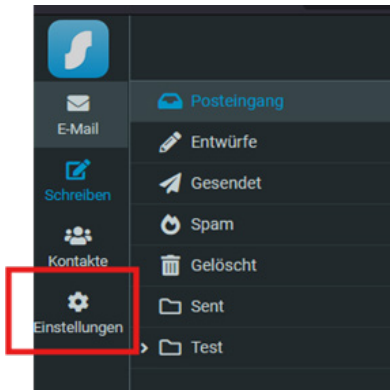 E-Mail
Schreiben
Kontakte
Einstellungen
Posteingang
Entwürfe
Gesendet
Spam
Gelöscht
Sent
Test